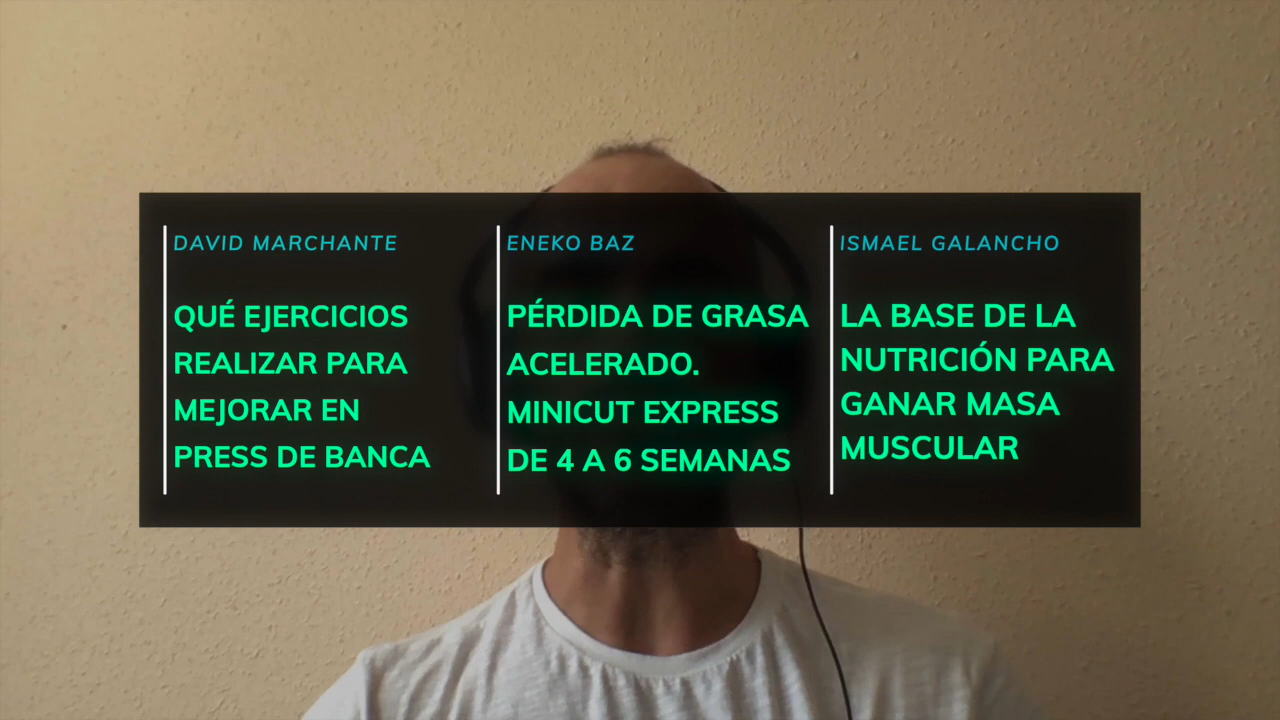 DAVID MARCHANTE
QUÉ EJERCICIOS
REALIZAR PARA
MEJORAR EN
PRESS DE BANCA
ENEKO BAZ
PÉRDIDA DE GRASA
ACELERADO.
MINICUT EXPRESS
DE 4 A 6 SEMANAS
ISMAEL GALANCHO
LA BASE DE LA
NUTRICIÓN PARA
GANAR MASA
MUSCULAR